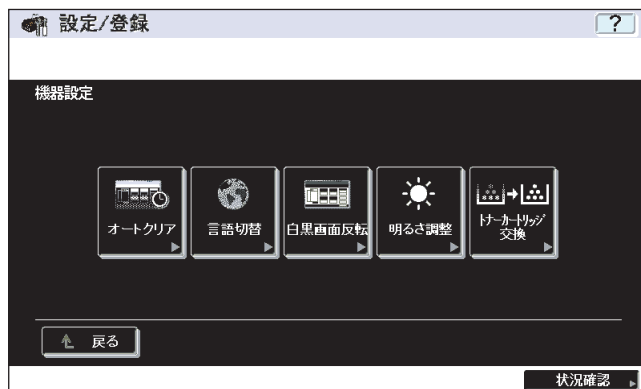 設定/登録
?
機器設定
オートクリア
言語切替
白黒画面反転
明るさ調整
トナーカートリッジ
交換
戻る
状況確認